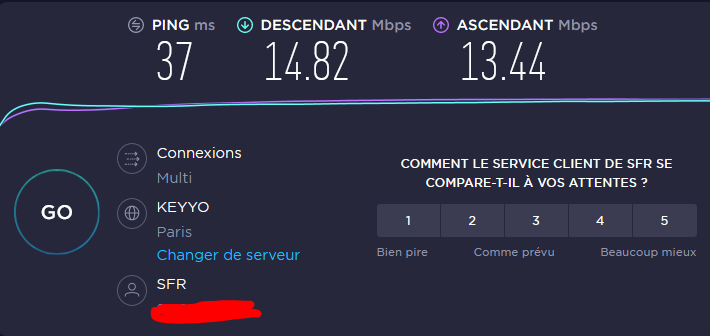 PING ms DESCENDANT Mbps ASCENDANT Mbps
37 14.82 13.44
Connexions
Multi
KEYYO
Paris
Changer de serveur
SFR
GO
COMMENT LE SERVICE CLIENT DE SFR SE
COMPARE-T-IL À VOS ATTENTES ?
1 2 3 4 5
Bien pire Comme prévu Beaucoup mieux